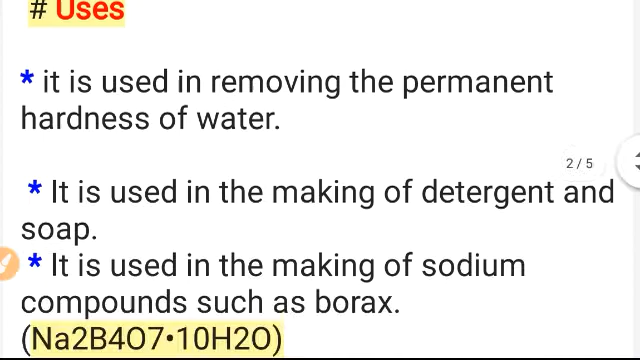 # Uses
* it is used in removing the permanent
hardness of water.
2 / 5
* It is used in the making of detergent and
soap.
* It is used in the making of sodium
compounds such as borax.
(Na2B4O7•10H2O)